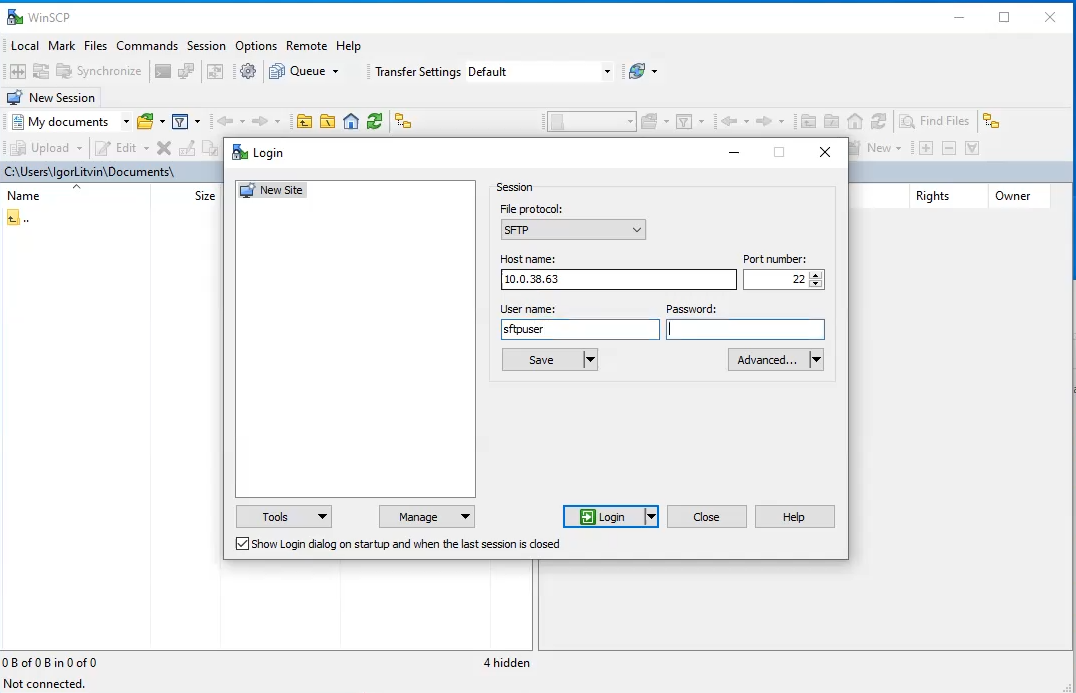 WinSCP
Local Mark Files Commands Session Options Remote Help
Synchronize Queue Transfer Settings Default
New Session
My documents Find Files
Upload Edit New
C:\Users\IgorLitvin\Documents\
Name Size Rights Owner
..
Login
New Site
Session
File protocol:
SFTP
Host name: Port number:
10.0.38.63 22
User name: Password:
sftpuser
Save Advanced...
Tools Manage Login Close Help
Show Login dialog on startup and when the last session is closed
0 B of 0 B in 0 of 0 4 hidden
Not connected.